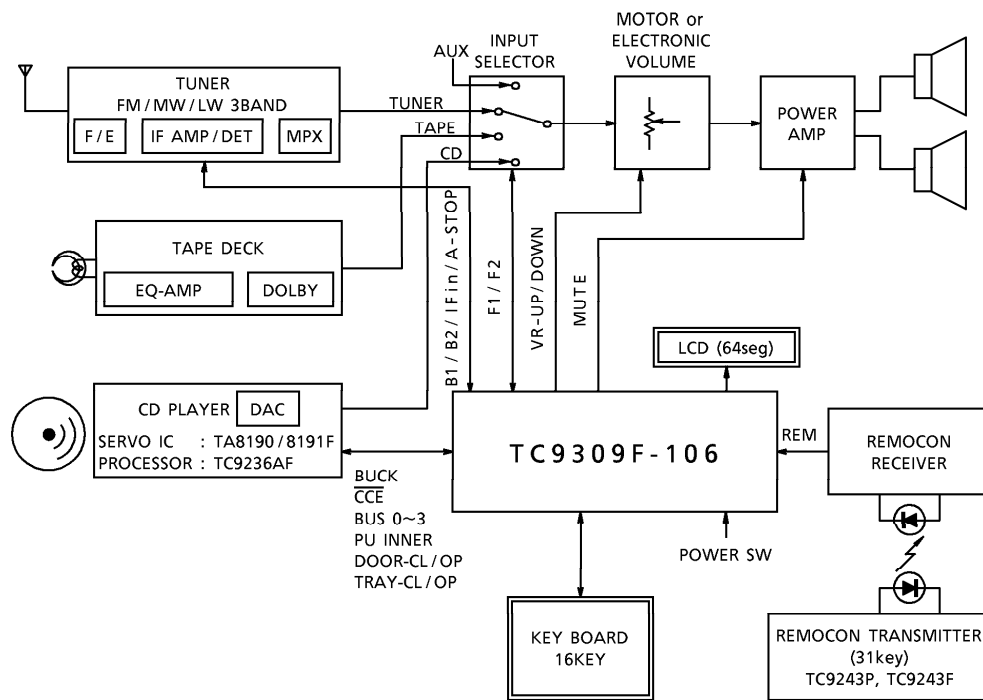 TUNER
FM / MW / LW 3BAND
F / E
IF AMP / DET
MPX
AUX
INPUT
SELECTOR
TUNER
TAPE
CD
MOTOR or
ELECTRONIC
VOLUME
POWER
AMP
TAPE DECK
EQ-AMP
DOLBY
B1 / B2 / IFin / A-STOP
F1 / F2
VR-UP / DOWN
MUTE
LCD (64seg)
CD PLAYER
DAC
SERVO IC : TA8190 / 8191F
PROCESSOR : TC9236AF
TC9309F-106
REM
REMOCON
RECEIVER
BUCK
C̅C̅E̅
BUS 0~3
PU INNER
DOOR-CL / OP
TRAY-CL / OP
POWER SW
KEY BOARD
16KEY
REMOCON TRANSMITTER
(31key)
TC9243P, TC9243F